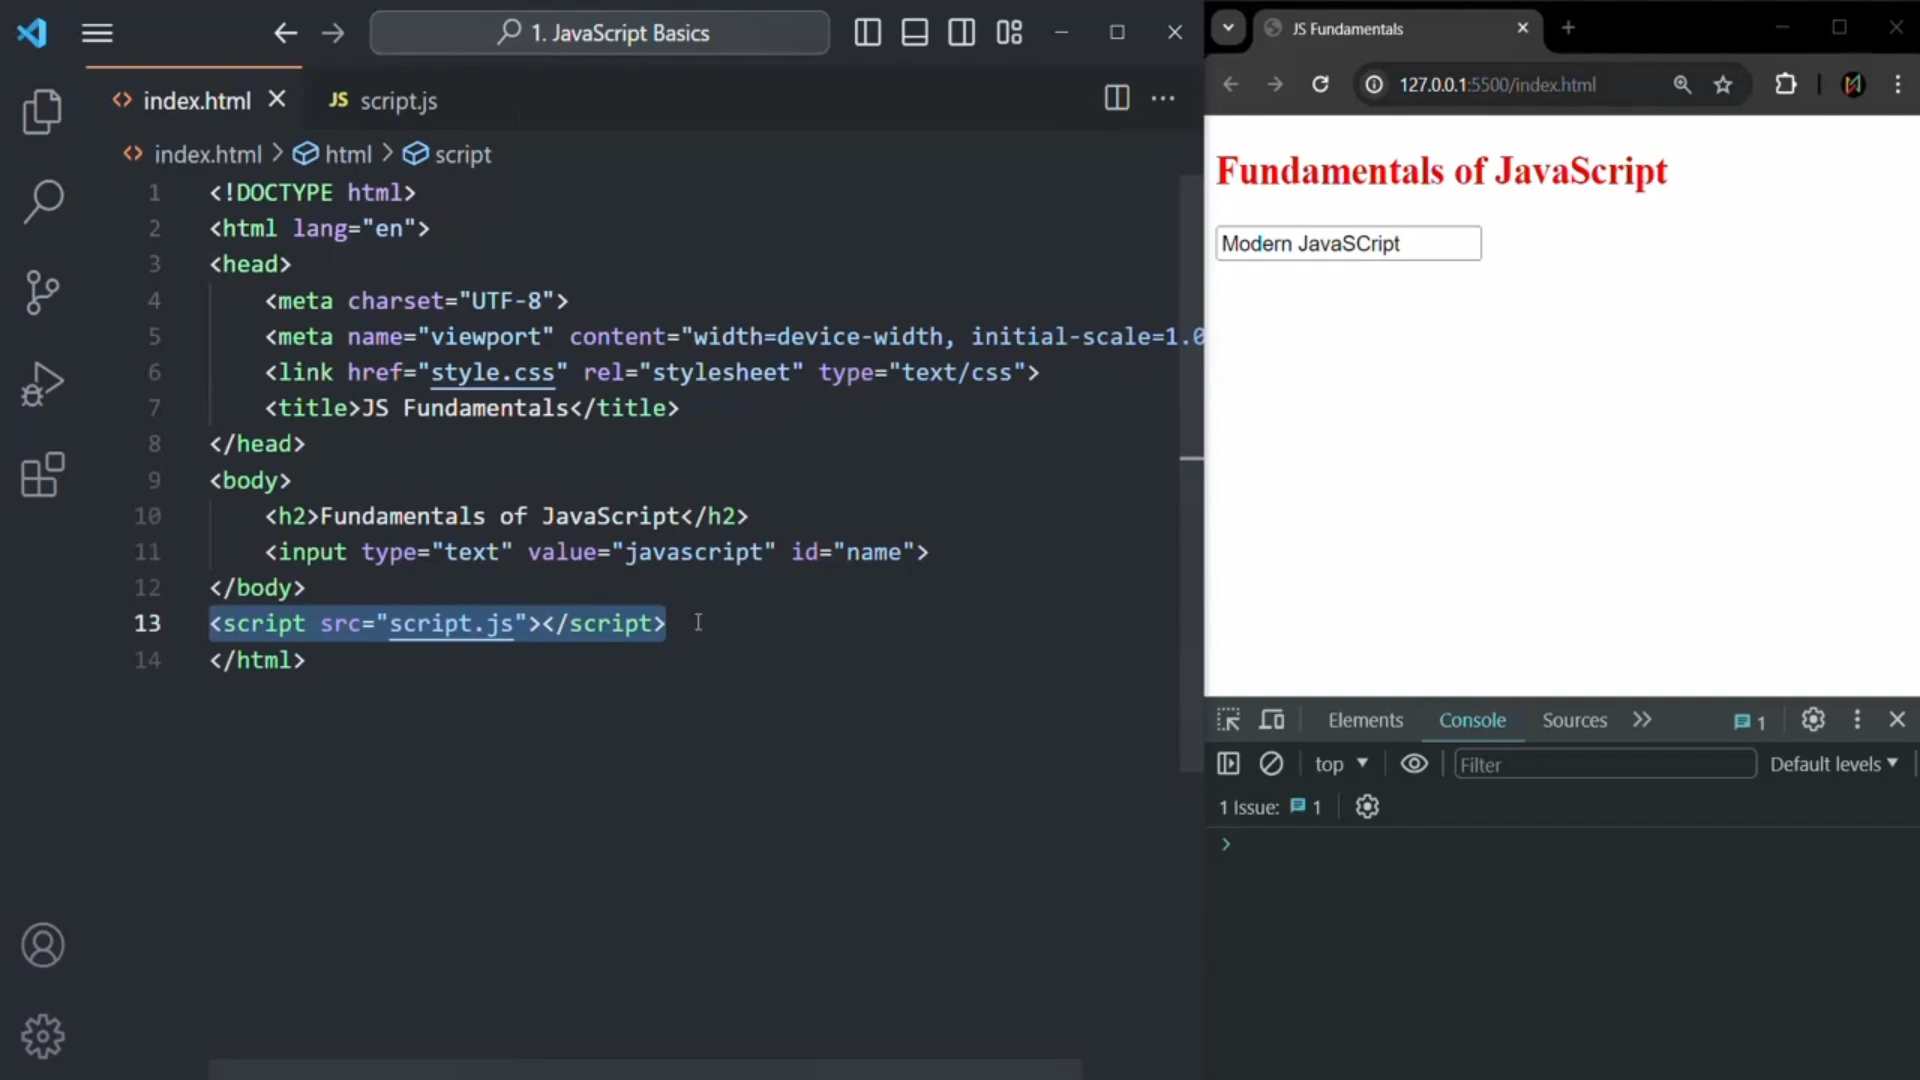 1. JavaScript Basics
index.html
JS script.js
index.html > html > script
1 <!DOCTYPE html>
2 <html lang="en">
3 <head>
4 <meta charset="UTF-8">
5 <meta name="viewport" content="width=device-width, initial-scale=1.0
6 <link href="style.css" rel="stylesheet" type="text/css">
7 <title>JS Fundamentals</title>
8 </head>
9 <body>
10 <h2>Fundamentals of JavaScript</h2>
11 <input type="text" value="javascript" id="name">
12 </body>
13 <script src="script.js"></script>
14 </html>
JS Fundamentals
127.0.0.1:5500/index.html
Fundamentals of JavaScript
Modern JavaSCript
Elements Console Sources 1
top Filter Default levels
1 Issue: 1